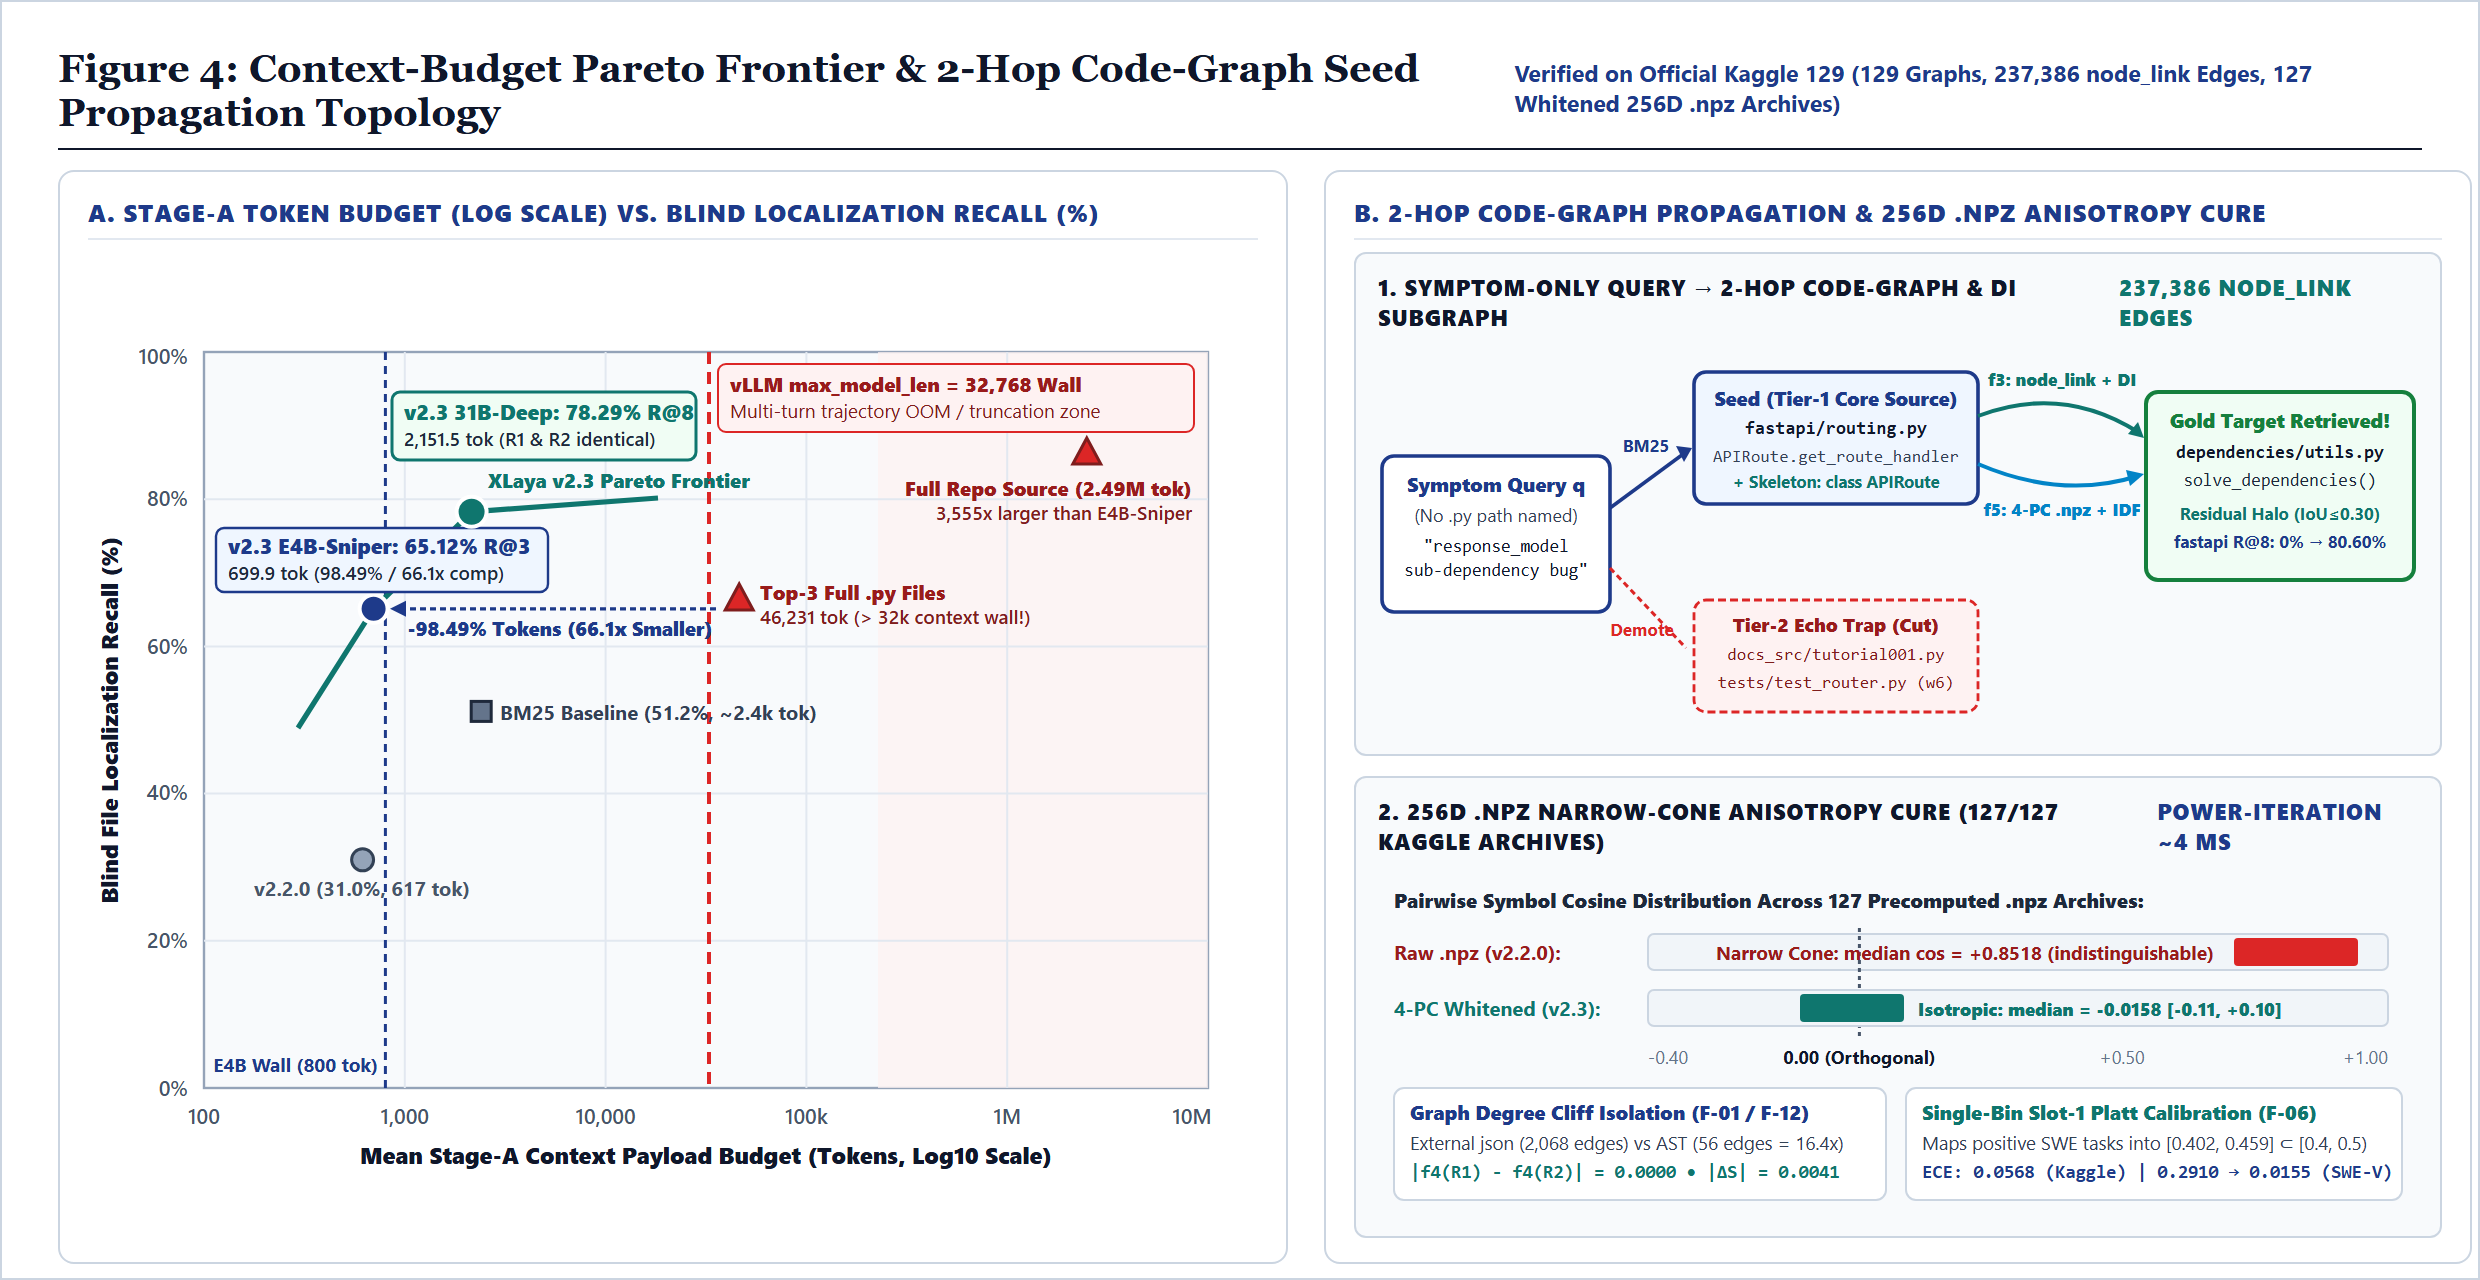 Figure 4: Context-Budget Pareto Frontier & 2-Hop Code-Graph Seed
Propagation Topology
Verified on Official Kaggle 129 (129 Graphs, 237,386 node_link Edges, 127
Whitened 256D .npz Archives)
A. STAGE-A TOKEN BUDGET (LOG SCALE) VS. BLIND LOCALIZATION RECALL (%)
100%
80%
60%
40%
20%
0%
Blind File Localization Recall (%)
vLLM max_model_len = 32,768 Wall
Multi-turn trajectory OOM / truncation zone
v2.3 31B-Deep: 78.29% R@8
2,151.5 tok (R1 & R2 identical)
XLaya v2.3 Pareto Frontier
Full Repo Source (2.49M tok)
3,555x larger than E4B-Sniper
v2.3 E4B-Sniper: 65.12% R@3
699.9 tok (98.49% / 66.1x comp)
Top-3 Full .py Files
46,231 tok (> 32k context wall!)
-98.49% Tokens (66.1x Smaller)
BM25 Baseline (51.2%, ~2.4k tok)
v2.2.0 (31.0%, 617 tok)
E4B Wall (800 tok)
100
1,000
10,000
100k
1M
10M
Mean Stage-A Context Payload Budget (Tokens, Log10 Scale)
B. 2-HOP CODE-GRAPH PROPAGATION & 256D .NPZ ANISOTROPY CURE
1. SYMPTOM-ONLY QUERY → 2-HOP CODE-GRAPH & DI
SUBGRAPH
237,386 NODE_LINK
EDGES
Symptom Query q
(No .py path named)
"response_model
sub-dependency bug"
BM25
Seed (Tier-1 Core Source)
fastapi/routing.py
APIRoute.get_route_handler
+ Skeleton: class APIRoute
f3: node_link + DI
f5: 4-PC .npz + IDF
Gold Target Retrieved!
dependencies/utils.py
solve_dependencies()
Residual Halo (IoU≤0.30)
fastapi R@8: 0% → 80.60%
Demote
Tier-2 Echo Trap (Cut)
docs_src/tutorial001.py
tests/test_router.py (w6)
2. 256D .NPZ NARROW-CONE ANISOTROPY CURE (127/127
KAGGLE ARCHIVES)
POWER-ITERATION
~4 MS
Pairwise Symbol Cosine Distribution Across 127 Precomputed .npz Archives:
Raw .npz (v2.2.0):
Narrow Cone: median cos = +0.8518 (indistinguishable)
4-PC Whitened (v2.3):
Isotropic: median = -0.0158 [-0.11, +0.10]
-0.40
0.00 (Orthogonal)
+0.50
+1.00
Graph Degree Cliff Isolation (F-01 / F-12)
External json (2,068 edges) vs AST (56 edges = 16.4x)
|f4(R1) - f4(R2)| = 0.0000 • |ΔS| = 0.0041
Single-Bin Slot-1 Platt Calibration (F-06)
Maps positive SWE tasks into [0.402, 0.459] ⊂ [0.4, 0.5)
ECE: 0.0568 (Kaggle) | 0.2910 → 0.0155 (SWE-V)